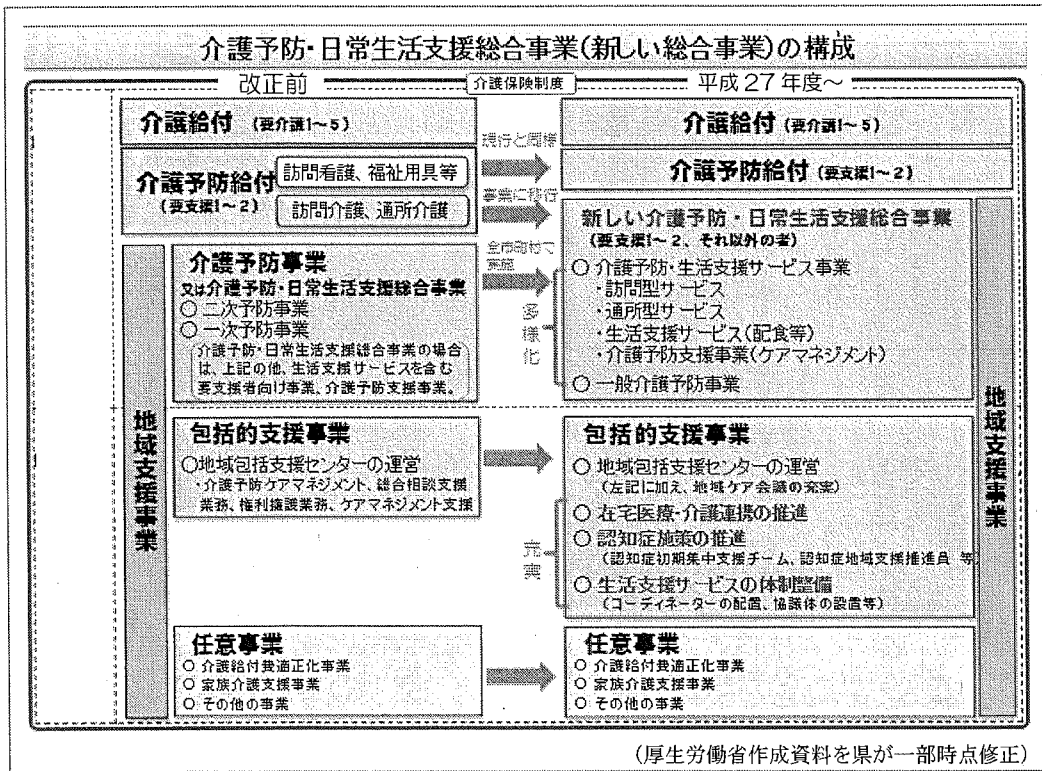 介護予防・日常生活支援総合事業(新しい総合事業)の構成
改正前
介護保険制度
平成27年度～
介護給付 (要介護1～5)
現行と同様
介護給付 (要介護1～5)
介護予防給付
(要支援1～2)
訪問看護、福祉用具等
訪問介護、通所介護
事業に移行
介護予防給付 (要支援1～2)
新しい介護予防・日常生活支援総合事業
(要支援1～2、それ以外の者)
○ 介護予防・生活支援サービス事業
・訪問型サービス
・通所型サービス
・生活支援サービス(配食等)
・介護予防支援事業(ケアマネジメント)
○ 一般介護予防事業
全市町村で
実施
多様化
介護予防事業
又は介護予防・日常生活支援総合事業
○ 二次予防事業
○ 一次予防事業
介護予防・日常生活支援総合事業の場合
は、上記の他、生活支援サービスを含む
要支援者向け事業、介護予防支援事業。
地域支援事業
包括的支援事業
○地域包括支援センターの運営
・介護予防ケアマネジメント、総合相談支援
業務、権利擁護業務、ケアマネジメント支援
充実
包括的支援事業
○ 地域包括支援センターの運営
(左記に加え、地域ケア会議の充実)
○ 在宅医療・介護連携の推進
○ 認知症施策の推進
(認知症初期集中支援チーム、認知症地域支援推進員 等)
○ 生活支援サービスの体制整備
(コーディネーターの配置、協議体の設置等)
地域支援事業
任意事業
○ 介護給付費適正化事業
○ 家族介護支援事業
○ その他の事業
任意事業
○ 介護給付費適正化事業
○ 家族介護支援事業
○ その他の事業
(厚生労働省作成資料を県が一部時点修正)